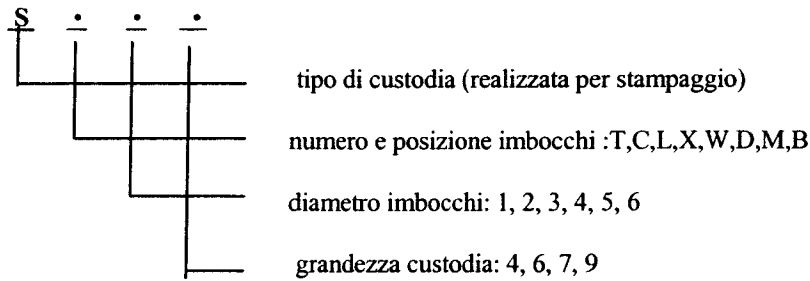 S . . .
tipo di custodia (realizzata per stampaggio)
numero e posizione imbocchi :T,C,L,X,W,D,M,B
diametro imbocchi: 1, 2, 3, 4, 5, 6
grandezza custodia: 4, 6, 7, 9